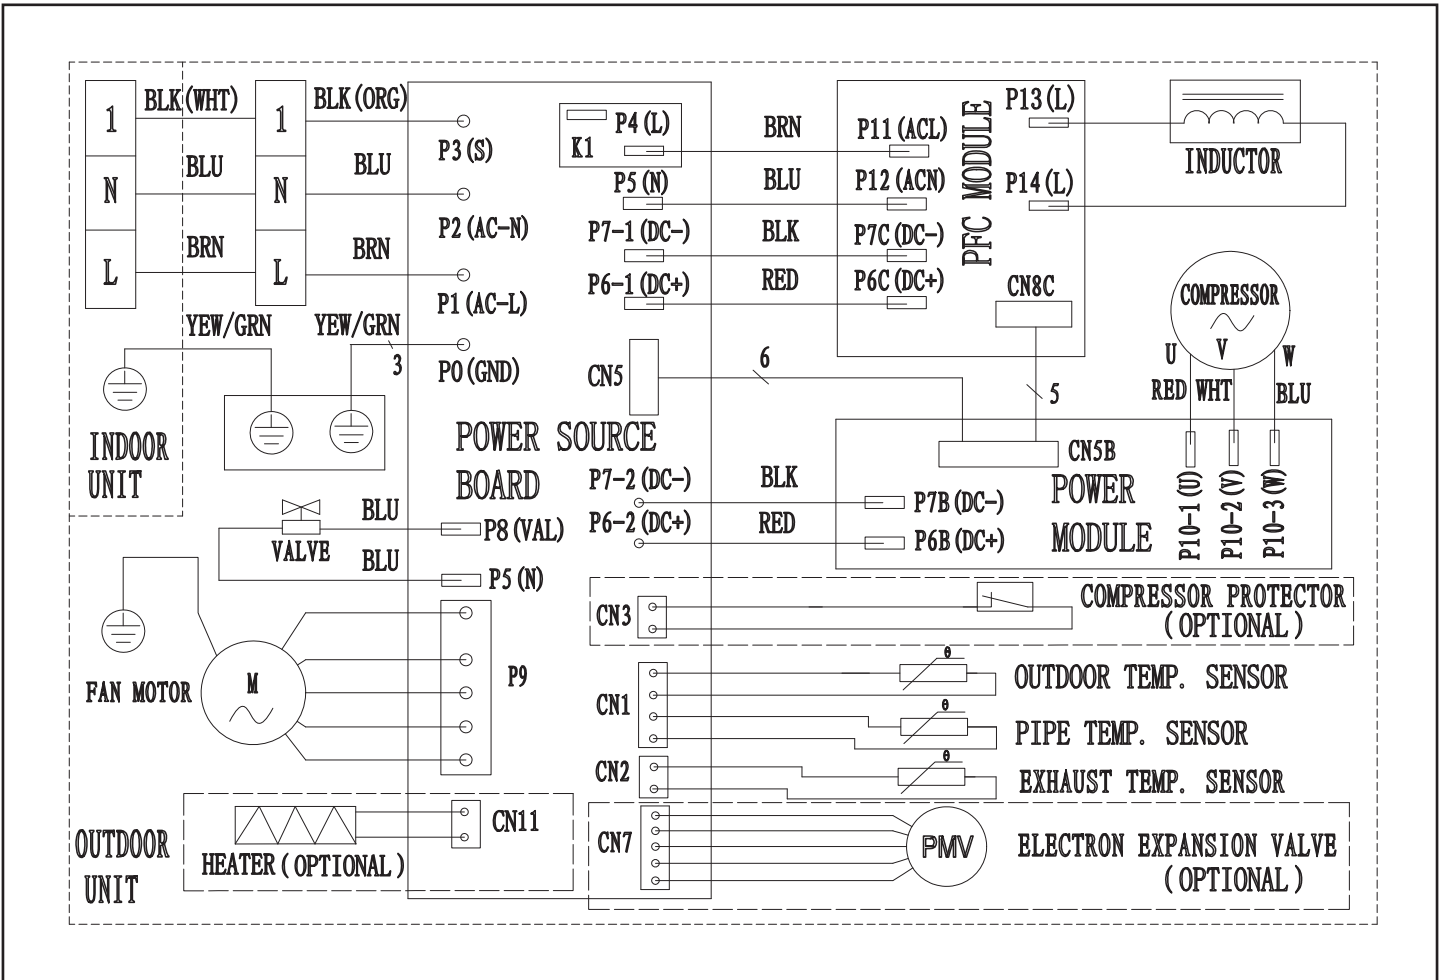 1
BLK(WHT)
1
BLK(ORG)
P3(S)
N
BLU
N
BLU
P2(AC-N)
L
BRN
L
BRN
P1(AC-L)
YEW/GRN
YEW/GRN
3
P0(GND)
INDOOR
UNIT
K1
P4(L)
BRN
P11(ACL)
P5(N)
BLU
P12(ACN)
P7-1(DC-)
BLK
P7C(DC-)
P6-1(DC+)
RED
P6C(DC+)
PFC MODULE
P13(L)
P14(L)
INDUCTOR
CN8C
CN5
6
5
COMPRESSOR
U
V
W
RED
WHT
BLU
POWER SOURCE
BOARD
P7-2(DC-)
BLK
P7B(DC-)
P6-2(DC+)
RED
P6B(DC+)
CN5B
POWER
MODULE
P10-1(U)
P10-2(V)
P10-3(W)
VALVE
BLU
P8(VAL)
BLU
P5(N)
FAN MOTOR
M
P9
CN3
COMPRESSOR PROTECTOR
(OPTIONAL)
CN1
θ
OUTDOOR TEMP. SENSOR
θ
PIPE TEMP. SENSOR
CN2
θ
EXHAUST TEMP. SENSOR
OUTDOOR
UNIT
HEATER(OPTIONAL)
CN11
CN7
PMV
ELECTRON EXPANSION VALVE
(OPTIONAL)